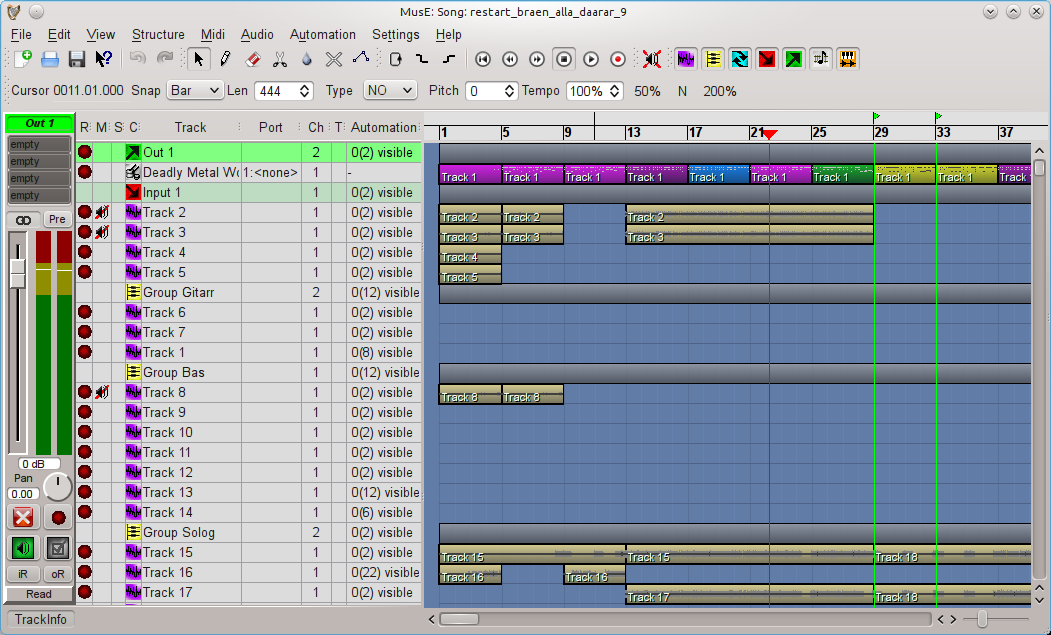 MusE: Song: restart_braen_alla_daarar_9
File Edit View Structure Midi Audio Automation Settings Help
Cursor 0011.01.000 Snap Bar Len 444 Type NO Pitch 0 Tempo 100% 50% N 200%
Out 1 R M S C Track Port Ch T Automation 1 5 9 13 17 21 25 29 33 37
empty Out 1 2 0(2) visible
empty Deadly Metal Wo 1:<none> 1 - Track 1 Track 1 Track 1 Track 1 Track 1 Track 1 Track 1 Track 1 Track 1 Track 1
empty Input 1 1 0(2) visible
empty
Track 2 1 0(2) visible Track 2 Track 2 Track 2
Pre
Track 3 1 0(2) visible Track 3 Track 3 Track 3
Track 4 1 0(2) visible Track 4
Track 5 1 0(2) visible Track 5
Group Gitarr 2 0(12) visible
Track 6 1 0(2) visible
Track 7 1 0(2) visible
Track 1 1 0(8) visible
Group Bas 1 0(12) visible
Track 8 1 0(2) visible Track 8 Track 8
Track 9 1 0(2) visible
Track 10 1 0(2) visible
Track 11 1 0(2) visible
0 dB
Track 12 1 0(2) visible
Pan
0.00
Track 13 1 0(12) visible
Track 14 1 0(6) visible
Group Solog 2 0(2) visible
Track 15 1 0(2) visible Track 15 Track 15 Track 18
iR oR Track 16 1 0(22) visible Track 16 Track 16
Read Track 17 1 0(2) visible Track 17 Track 18
TrackInfo